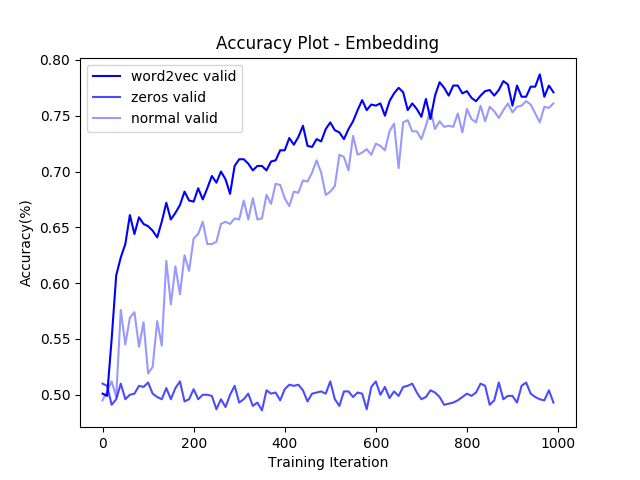 Accuracy Plot - Embedding
word2vec valid
zeros valid
normal valid
Accuracy(%)
0.80
0.75
0.70
0.65
0.60
0.55
0.50
0 200 400 600 800 1000
Training Iteration